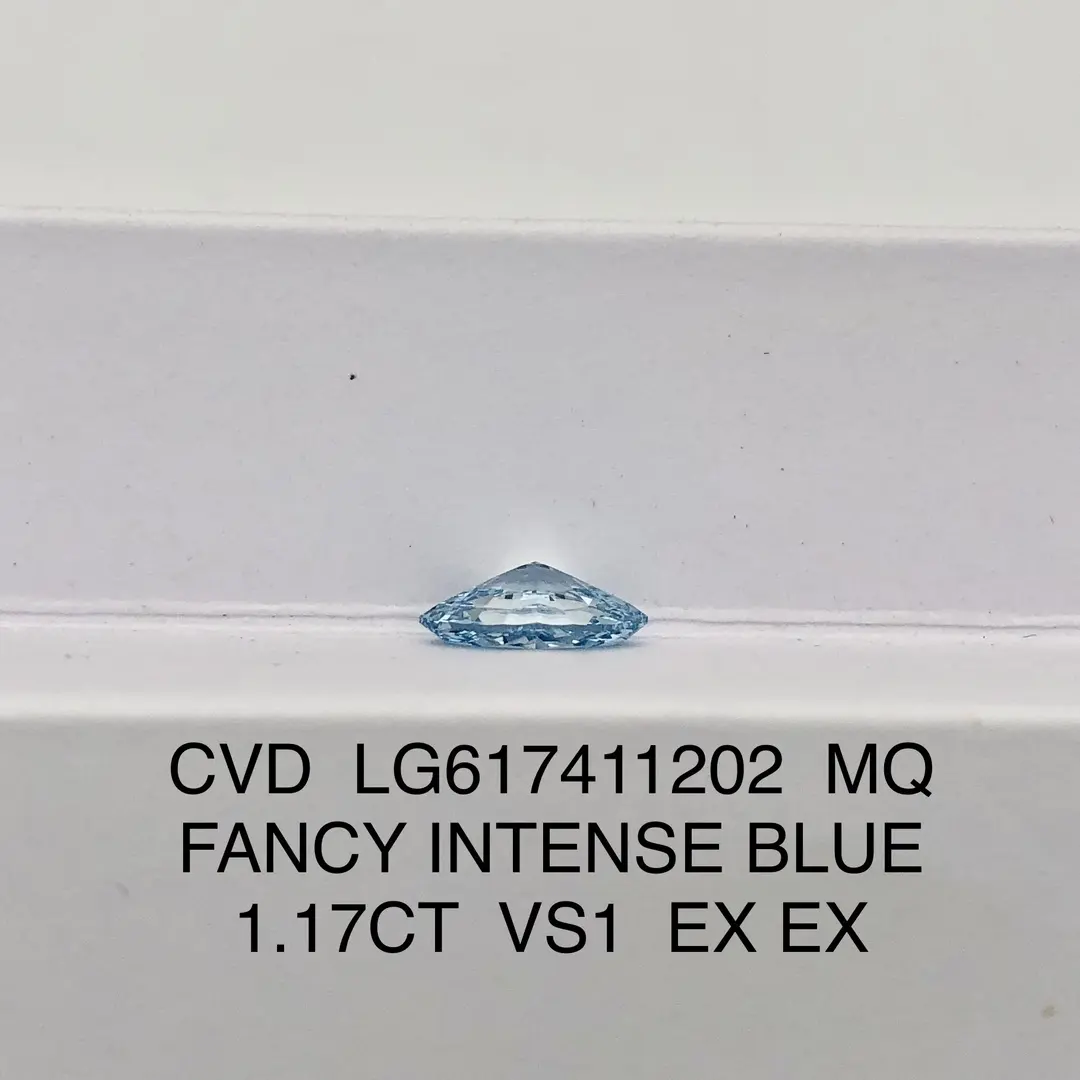 CVD LG617411202 MQ
FANCY INTENSE BLUE
1.17CT VS1 EX EX